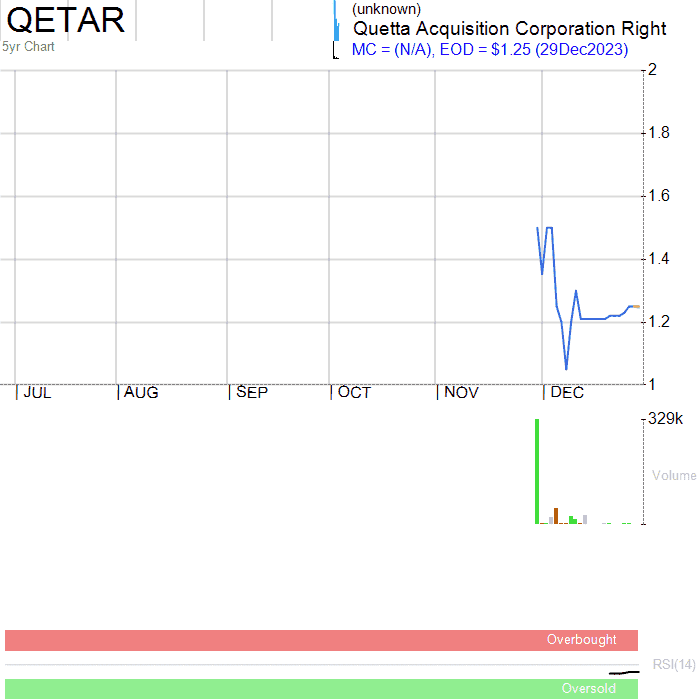 QETAR
(unknown)
Quetta Acquisition Corporation Right
5yr Chart
MC = (N/A), EOD = $1.25 (29Dec2023)
2
1.8
1.6
1.4
1.2
1
JUL AUG SEP OCT NOV DEC
329k
Volume
Overbought
RSI(14)
Oversold